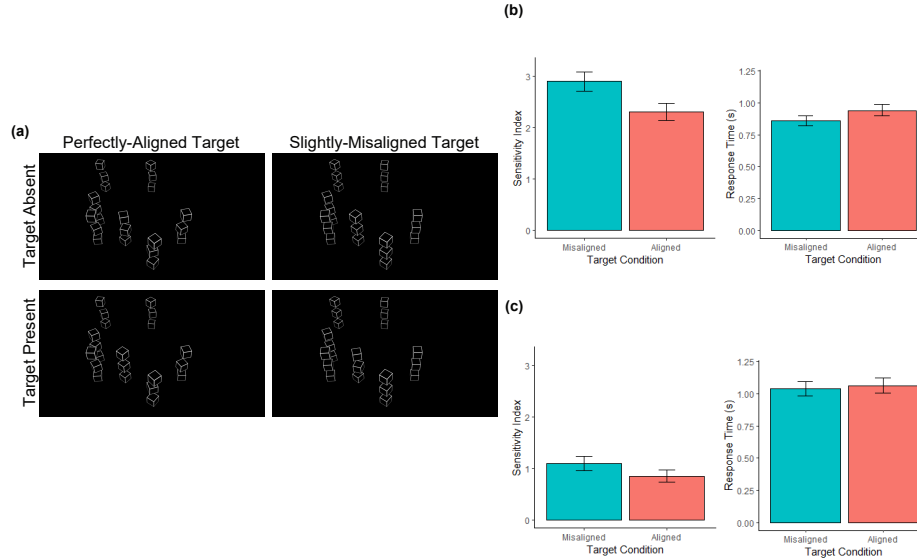 (a)
Perfectly-Aligned Target
Slightly-Misaligned Target
Target Absent
Target Present
(b)
Sensitivity Index
3
2
1
0
Misaligned
Aligned
Target Condition
Response Time (s)
1.25
1.00
0.75
0.50
0.25
0.00
Misaligned
Aligned
Target Condition
(c)
Sensitivity Index
3
2
1
0
Misaligned
Aligned
Target Condition
Response Time (s)
1.25
1.00
0.75
0.50
0.25
0.00
Misaligned
Aligned
Target Condition